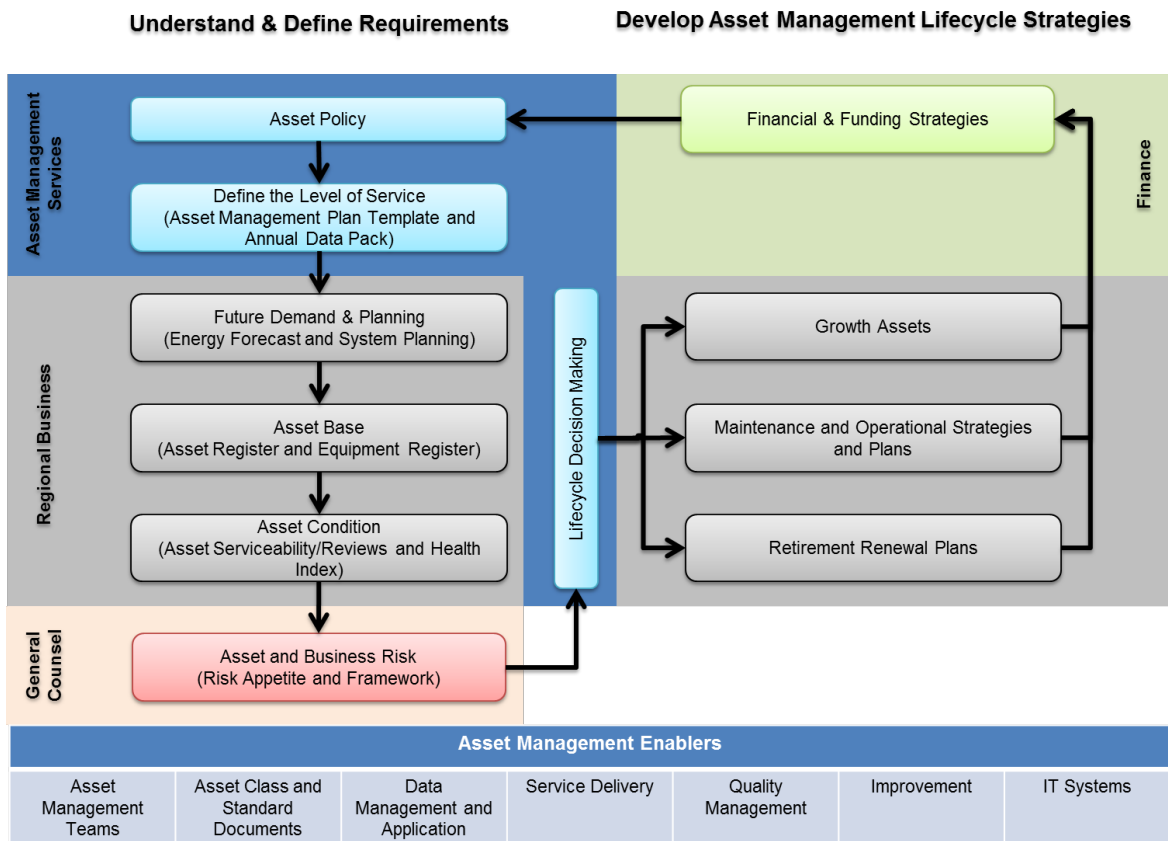 Understand & Define Requirements
Develop Asset Management Lifecycle Strategies
Asset Management
Services
Asset Policy
Define the Level of Service
(Asset Management Plan Template and
Annual Data Pack)
Financial & Funding Strategies
Finance
Regional Business
Future Demand & Planning
(Energy Forecast and System Planning)
Asset Base
(Asset Register and Equipment Register)
Asset Condition
(Asset Serviceability/Reviews and Health
Index)
Lifecycle Decision Making
Growth Assets
Maintenance and Operational Strategies
and Plans
Retirement Renewal Plans
General
Counsel
Asset and Business Risk
(Risk Appetite and Framework)
Asset Management Enablers
Asset
Management
Teams
Asset Class and
Standard
Documents
Data
Management and
Application
Service Delivery
Quality
Management
Improvement
IT Systems